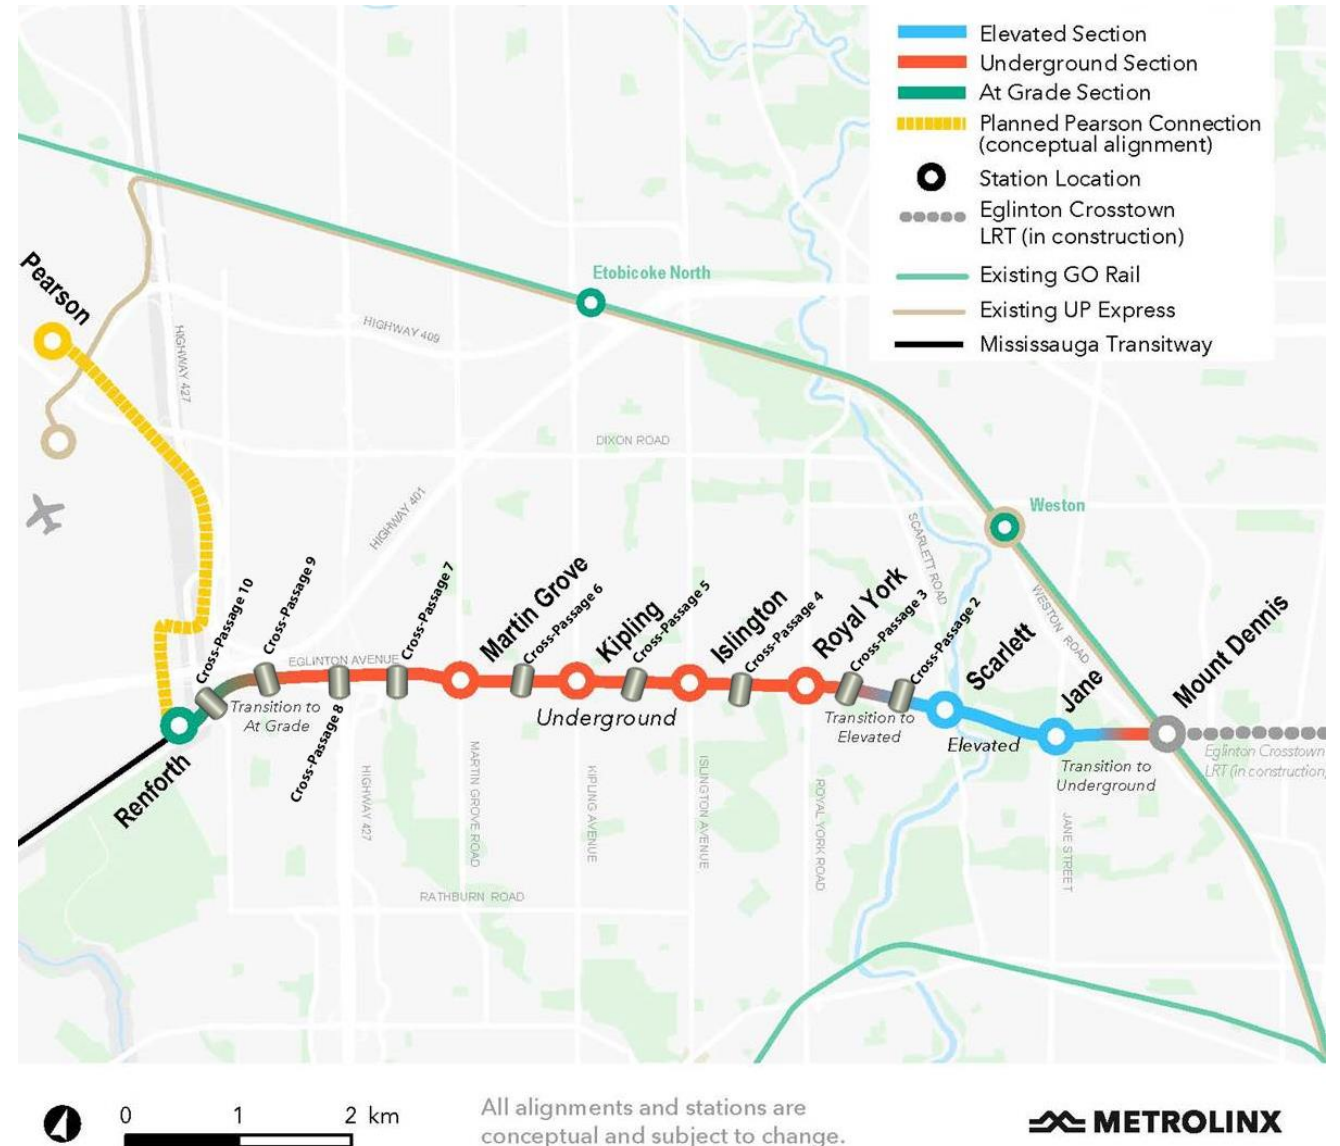 Elevated Section
Underground Section
At Grade Section
Planned Pearson Connection
(conceptual alignment)
Station Location
Eglinton Crosstown
LRT (in construction)
Existing GO Rail
Existing UP Express
Mississauga Transitway
Pearson
Etobicoke North
HIGHWAY 409
HIGHWAY 427
DIXON ROAD
HIGHWAY 401
Weston
SCARLETT ROAD
WESTON ROAD
Cross-Passage 10
Cross-Passage 9
EGLINTON AVENUE
Cross-Passage 7
Martin Grove
Cross-Passage 6
Kipling
Cross-Passage 5
Islington
Cross-Passage 4
Royal York
Cross-Passage 3
Cross-Passage 2
Scarlett
Jane
Mount Dennis
Transition to
At Grade
Cross-Passage 8
Underground
Transition to
Elevated
Elevated
Transition to
Underground
Eglinton Crosstown
LRT (in construction)
Renforth
HIGHWAY 427
MARTIN GROVE ROAD
KIPLING AVENUE
ISLINGTON AVENUE
ROYAL YORK ROAD
JANE STREET
RATHBURN ROAD
0 1 2 km
All alignments and stations are
conceptual and subject to change.
METROLINX